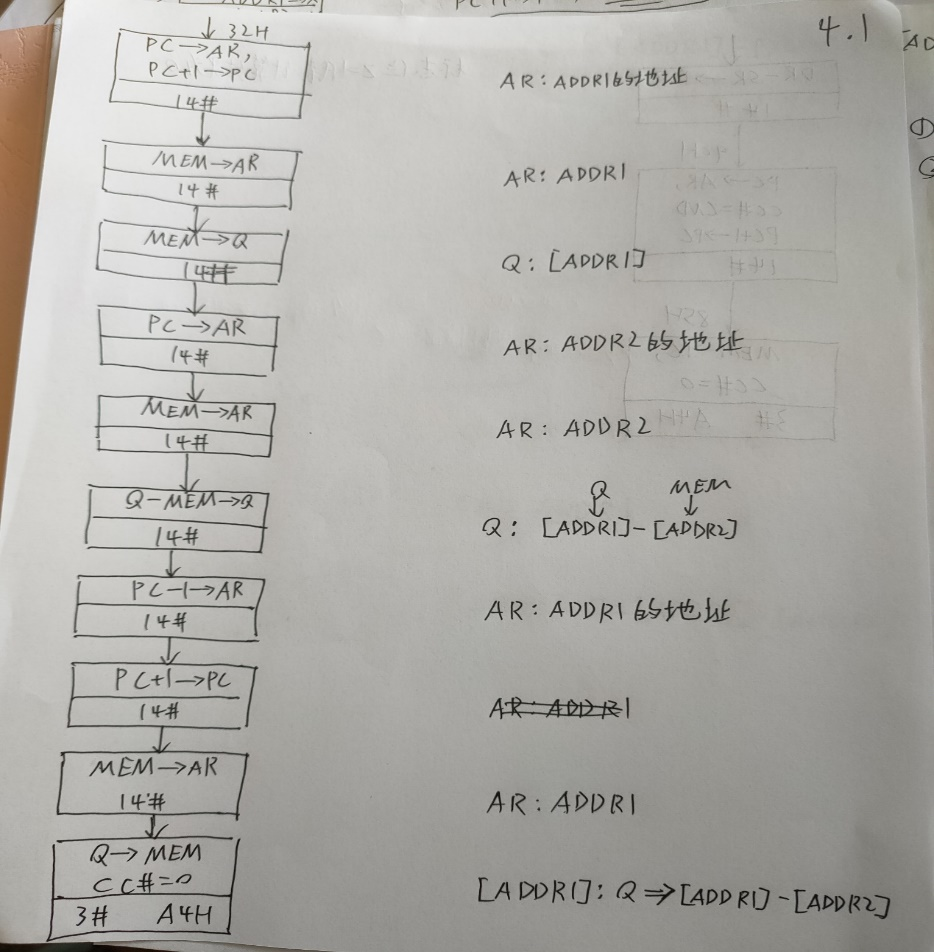 32H
4.1
PC→AR,
PC+1→PC
14#
AR: ADDR1的地址
MEM→AR
14#
AR: ADDR1
MEM→Q
14#
Q: [ADDR1]
PC→AR
14#
AR: ADDR2的地址
MEM→AR
14#
AR: ADDR2
Q-MEM→Q
14#
Q MEM
Q: [ADDR1]-[ADDR2]
PC-1→AR
14#
AR: ADDR1的地址
PC+1→PC
14#
AR: ADDR1
MEM→AR
14#
AR: ADDR1
Q→MEM
CC#=0
3# A4H
[ADDR1]: Q⇒[ADDR1]-[ADDR2]